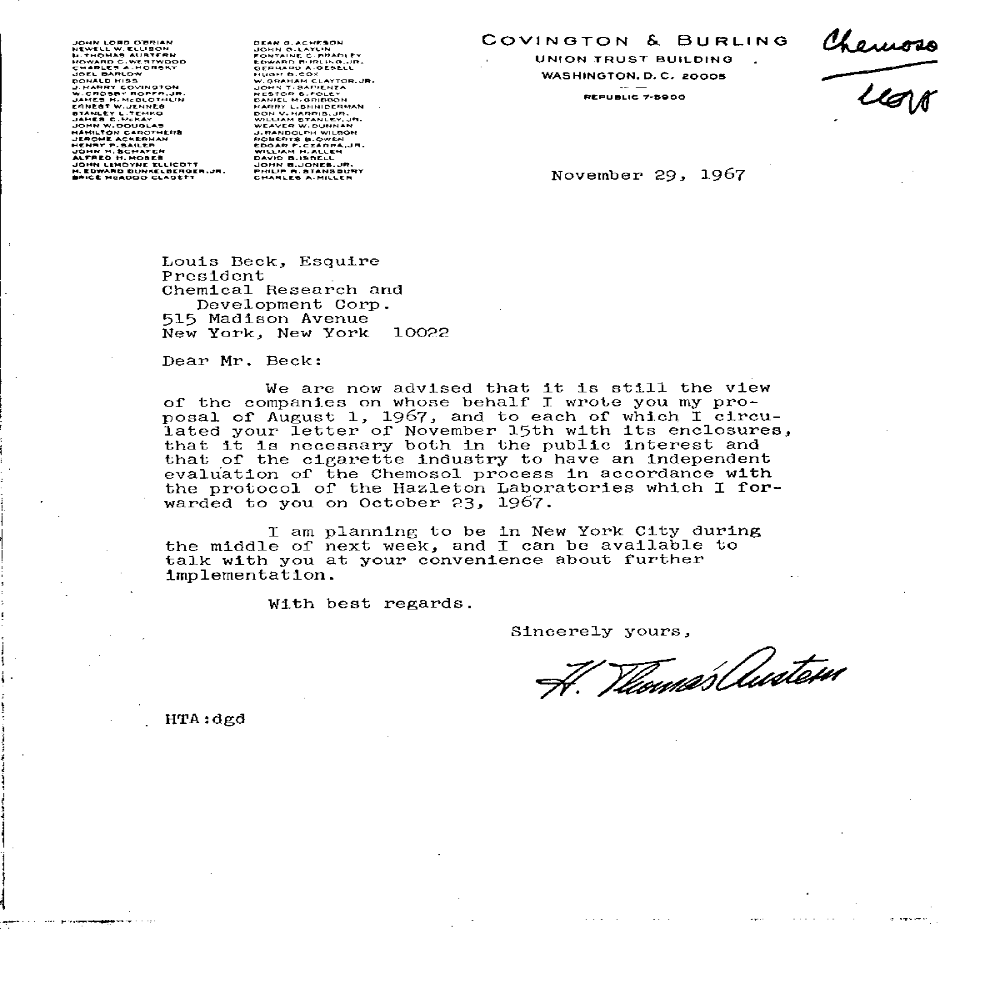 JOHN LORD O'BRIAN
NEWELL W. ELLISON
H. THOMAS AUSTERN
HOWARD C. WESTWOOD
CHARLES A. HORSKY
JOEL BARLOW
DONALD HISS
J. HARRY COVINGTON
W. CROSBY ROPER, JR.
JAMES H. McGLOTHLIN
ERNEST W. JENNES
STANLEY L. TEMKO
JAMES C. McKAY
JOHN W. DOUGLAS
HAMILTON CAROTHERS
JEROME ACKERMAN
HENRY P. SAILER
JOHN H. SCHAFER
ALFRED H. MOSES
JOHN LEMOYNE ELLICOTT
H. EDWARD DUNKELBERGER, JR.
BRICE McADOO CLAGETT
DEAN G. ACHESON
JOHN G. LAYLIN
FONTAINE C. BRADLEY
EDWARD BURLING, JR.
GERHARD A. GESELL
HUGH B. COX
W. GRAHAM CLAYTOR, JR.
JOHN T. SAPIENZA
NESTOR S. FOLEY
DANIEL M. GRIBBON
HARRY L. SHNIDERMAN
DON V. HARRIS, JR.
WILLIAM STANLEY, JR.
WEAVER W. DUNNAN
J. RANDOLPH WILSON
ROBERTS B. OWEN
EDGAR F. CZARRA, JR.
WILLIAM H. ALLEN
DAVID B. ISBELL
JOHN B. JONES, JR.
PHILIP R. STANSBURY
CHARLES A. MILLER
COVINGTON & BURLING
UNION TRUST BUILDING
WASHINGTON, D. C. 20005
REPUBLIC 7-5900
Chemoso
November 29, 1967
Louis Beck, Esquire
President
Chemical Research and
Development Corp.
515 Madison Avenue
New York, New York 10022
Dear Mr. Beck:
We are now advised that it is still the view
of the companies on whose behalf I wrote you my pro-
posal of August 1, 1967, and to each of which I circu-
lated your letter of November 15th with its enclosures,
that it is necessary both in the public interest and
that of the cigarette industry to have an independent
evaluation of the Chemosol process in accordance with
the protocol of the Hazleton Laboratories which I for-
warded to you on October 23, 1967.
I am planning to be in New York City during
the middle of next week, and I can be available to
talk with you at your convenience about further
implementation.
With best regards.
Sincerely yours,
H. Thomas Austern
HTA:dgd